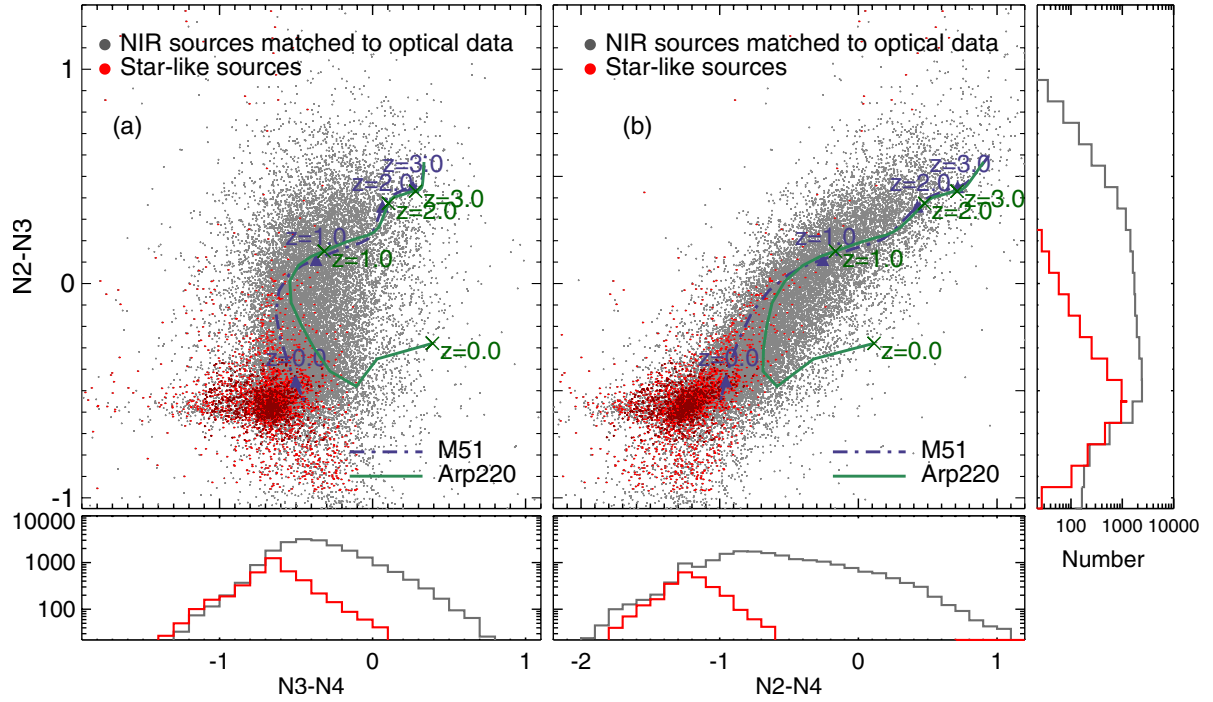 NIR sources matched to optical data
Star-like sources
(a)
z=3.0
z=2.0
z=3.0
z=2.0
z=1.0
z=1.0
z=0.0
z=0.0
M51
Arp220
1
0
-1
N2-N3
NIR sources matched to optical data
Star-like sources
(b)
z=3.0
z=2.0
z=3.0
z=2.0
z=1.0
z=1.0
z=0.0
z=0.0
M51
Arp220
100 1000 10000
Number
10000
1000
100
-1 0
N3-N4
-2 -1 0 1
N2-N4